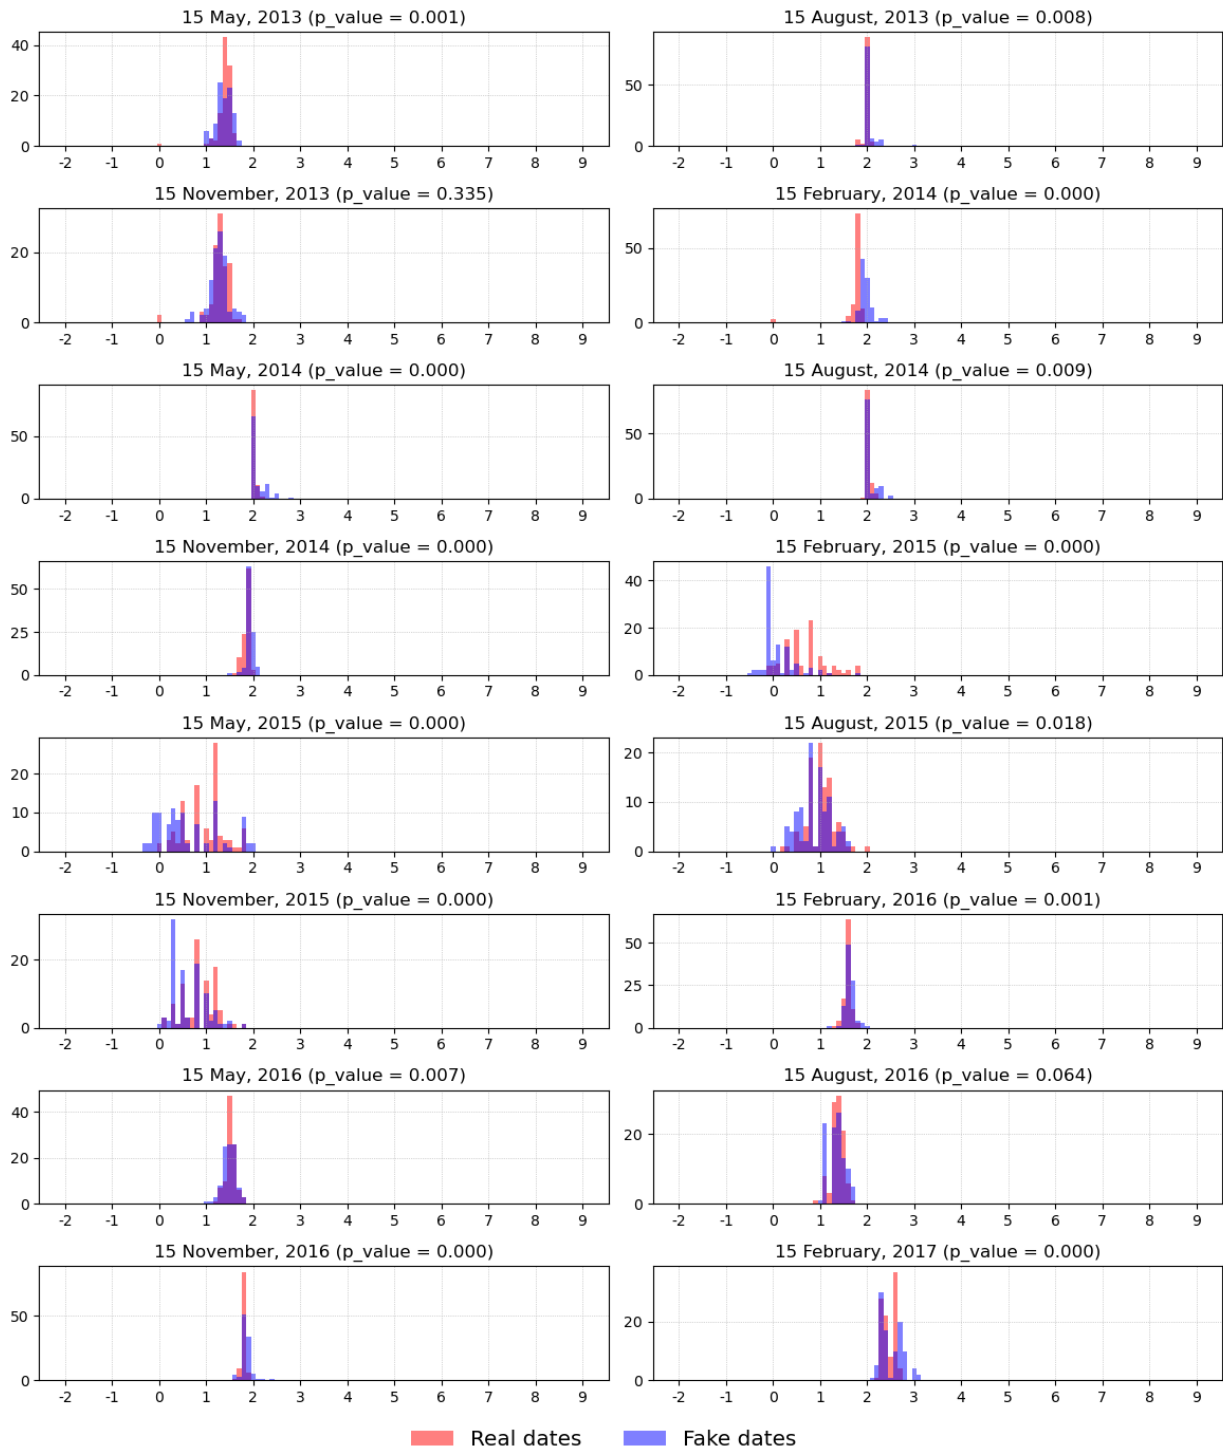 15 May, 2013 (p_value = 0.001)
40
20
0
-2 -1 0 1 2 3 4 5 6 7 8 9
15 August, 2013 (p_value = 0.008)
50
0
-2 -1 0 1 2 3 4 5 6 7 8 9
15 November, 2013 (p_value = 0.335)
20
0
-2 -1 0 1 2 3 4 5 6 7 8 9
15 February, 2014 (p_value = 0.000)
50
0
-2 -1 0 1 2 3 4 5 6 7 8 9
15 May, 2014 (p_value = 0.000)
50
0
-2 -1 0 1 2 3 4 5 6 7 8 9
15 August, 2014 (p_value = 0.009)
50
0
-2 -1 0 1 2 3 4 5 6 7 8 9
15 November, 2014 (p_value = 0.000)
50
25
0
-2 -1 0 1 2 3 4 5 6 7 8 9
15 February, 2015 (p_value = 0.000)
40
20
0
-2 -1 0 1 2 3 4 5 6 7 8 9
15 May, 2015 (p_value = 0.000)
20
10
0
-2 -1 0 1 2 3 4 5 6 7 8 9
15 August, 2015 (p_value = 0.018)
20
10
0
-2 -1 0 1 2 3 4 5 6 7 8 9
15 November, 2015 (p_value = 0.000)
20
0
-2 -1 0 1 2 3 4 5 6 7 8 9
15 February, 2016 (p_value = 0.001)
50
25
0
-2 -1 0 1 2 3 4 5 6 7 8 9
15 May, 2016 (p_value = 0.007)
40
20
0
-2 -1 0 1 2 3 4 5 6 7 8 9
15 August, 2016 (p_value = 0.064)
20
0
-2 -1 0 1 2 3 4 5 6 7 8 9
15 November, 2016 (p_value = 0.000)
50
0
-2 -1 0 1 2 3 4 5 6 7 8 9
15 February, 2017 (p_value = 0.000)
20
0
-2 -1 0 1 2 3 4 5 6 7 8 9
Real dates Fake dates